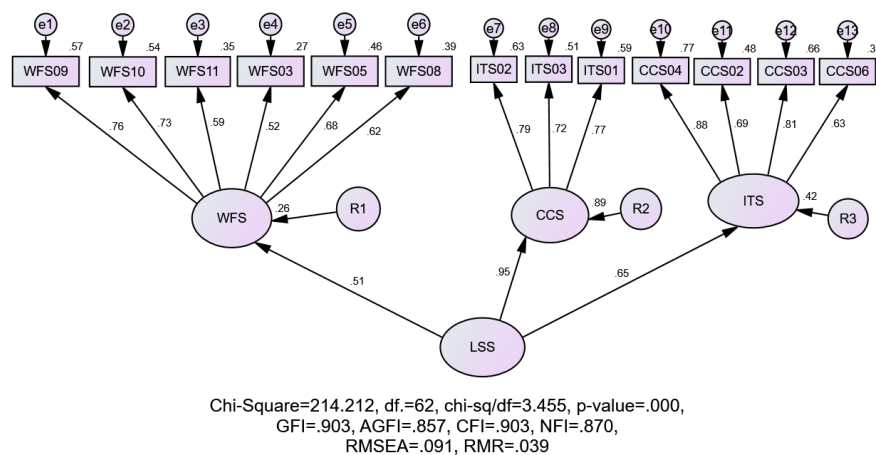 e1 e2 e3 e4 e5 e6 e7 e8 e9 e10 e11 e12 e13
.57 .54 .35 .27 .46 .39 .63 .51 .59 .77 .48 .66 .3
WFS09 WFS10 WFS11 WFS03 WFS05 WFS08 ITS02 ITS03 ITS01 CCS04 CCS02 CCS03 CCS06
.76 .73 .59 .52 .68 .62 .79 .72 .77 .88 .69 .81 .63
WFS .26 R1 CCS .89 R2 ITS .42 R3
.51 .95 .65
LSS
Chi-Square=214.212, df.=62, chi-sq/df=3.455, p-value=.000,
GFI=.903, AGFI=.857, CFI=.903, NFI=.870,
RMSEA=.091, RMR=.039